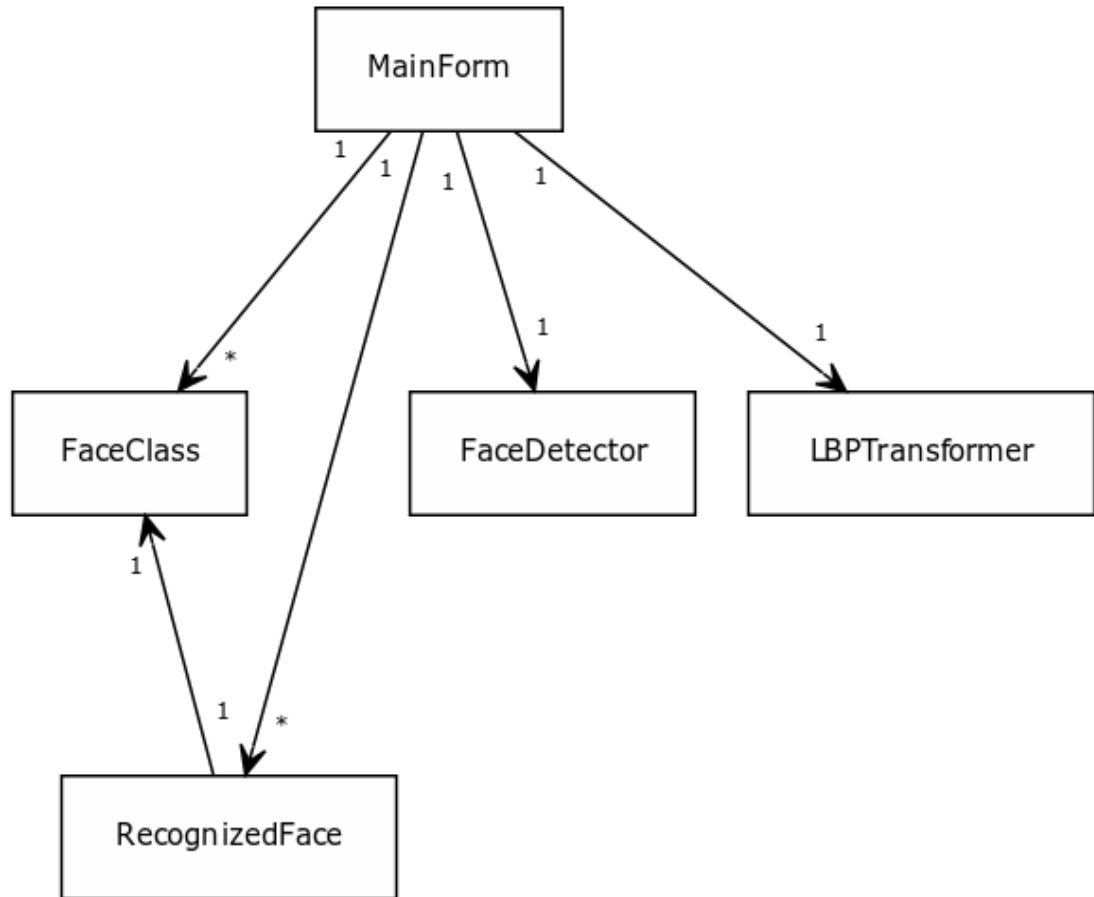 MainForm
1
1
1
1
1
1
*
FaceClass
FaceDetector
LBPTransformer
1
1
*
RecognizedFace